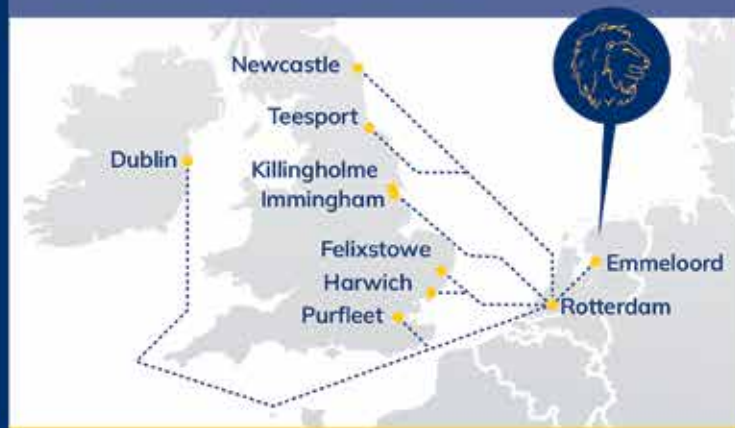 Newcastle
Teesport
Dublin
Killingholme
Immingham
Felixstowe
Emmeloord
Harwich
Rotterdam
Purfleet